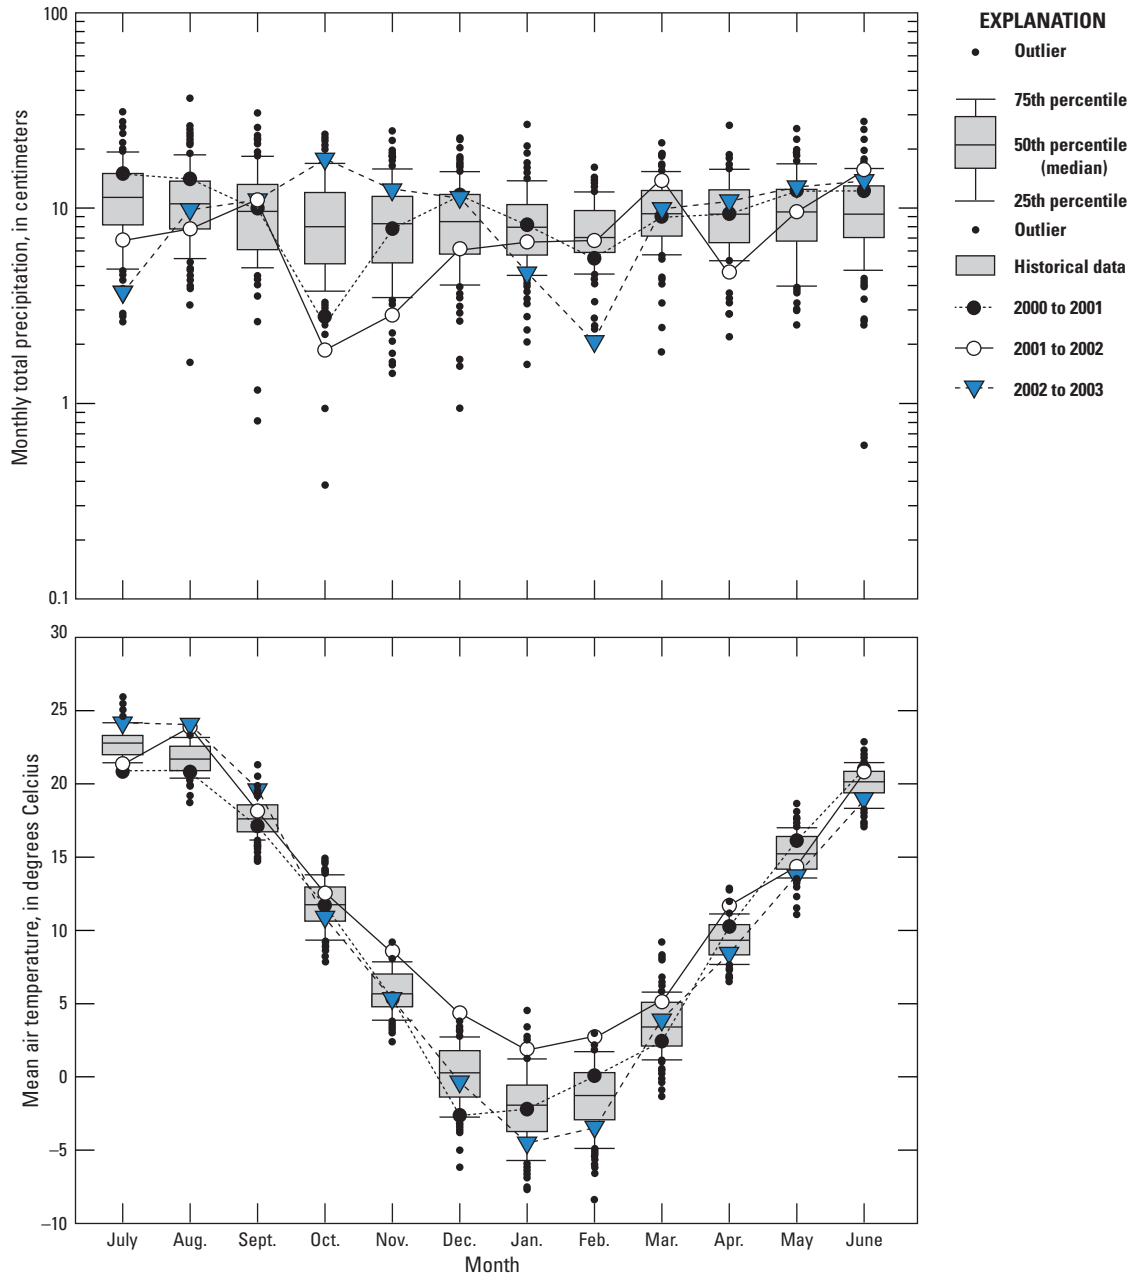 100
10
1
0.1
Monthly total precipitation, in centimeters
EXPLANATION
Outlier
75th percentile
50th percentile
(median)
25th percentile
Outlier
Historical data
2000 to 2001
2001 to 2002
2002 to 2003
30
25
20
15
10
5
0
–5
–10
Mean air temperature, in degrees Celcius
July Aug. Sept. Oct. Nov. Dec. Jan. Feb. Mar. Apr. May June
Month